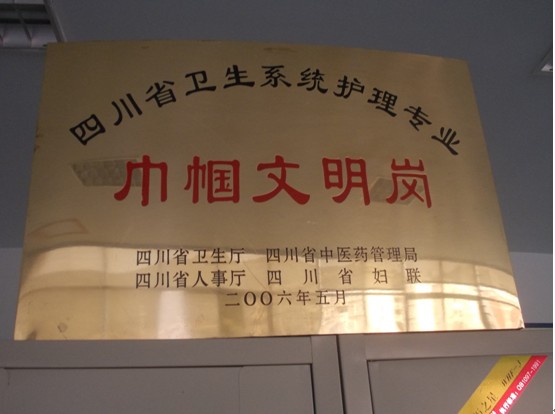 四川省卫生系统护理专业
巾帼文明岗
四川省卫生厅 四川省中医药管理局
四川省人事厅 四川省妇联
二〇〇六年五月